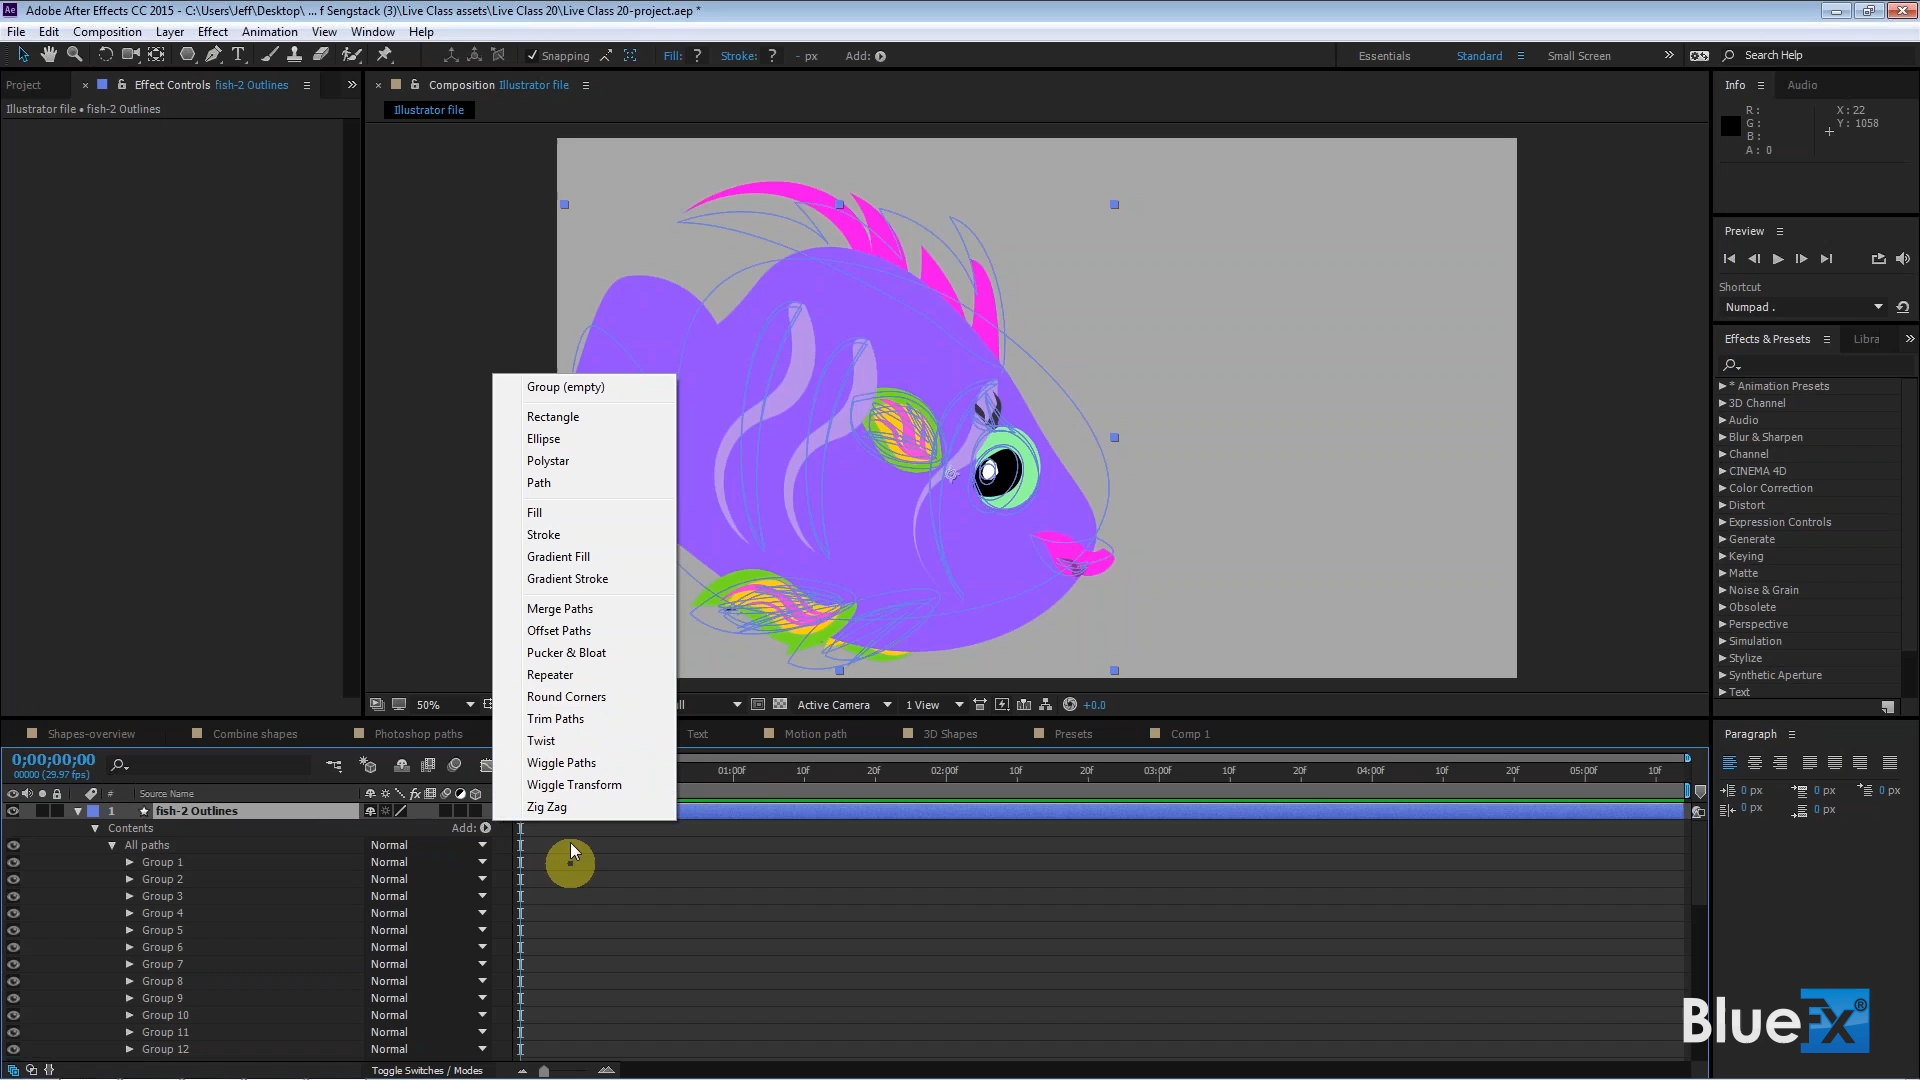 Ae Adobe After Effects CC 2015 - C:\Users\Jeff\Desktop\ ... f Sengstack (3)\Live Class assets\Live Class 20\Live Class 20-project.aep *
File Edit Composition Layer Effect Animation View Window Help
T Snapping Fill: ? Stroke: ? - px Add: Essentials Standard Small Screen » Search Help
Project × Effect Controls fish-2 Outlines » × Composition Illustrator file Info Audio
Illustrator file • fish-2 Outlines
Illustrator file
R : X : 22
G : Y : 1058
B :
A : 0
Preview
Shortcut
Numpad .
Effects & Presets Libra »
* Animation Presets
3D Channel
Audio
Blur & Sharpen
Channel
CINEMA 4D
Color Correction
Distort
Expression Controls
Generate
Keying
Matte
Noise & Grain
Obsolete
Perspective
Simulation
Stylize
Synthetic Aperture
Text
Group (empty)
Rectangle
Ellipse
Polystar
Path
Fill
Stroke
Gradient Fill
Gradient Stroke
Merge Paths
Offset Paths
Pucker & Bloat
Repeater
Round Corners
Trim Paths
Twist
Wiggle Paths
Wiggle Transform
Zig Zag
50% ll Active Camera 1 View +0.0
Shapes-overview Combine shapes Photoshop paths Text Motion path 3D Shapes Presets Comp 1
Paragraph
0 px 0 px 0 px
0 px 0 px
0;00;00;00
00000 (29.97 fps)
01:00f 10f 20f 02:00f 10f 20f 03:00f 10f 20f 04:00f 10f 20f 05:00f 10f
# Source Name fx
1 fish-2 Outlines
Contents Add:
All paths Normal
Group 1 Normal
Group 2 Normal
Group 3 Normal
Group 4 Normal
Group 5 Normal
Group 6 Normal
Group 7 Normal
Group 8 Normal
Group 9 Normal
Group 10 Normal
Group 11 Normal
Group 12 Normal
Toggle Switches / Modes
BlueFX®